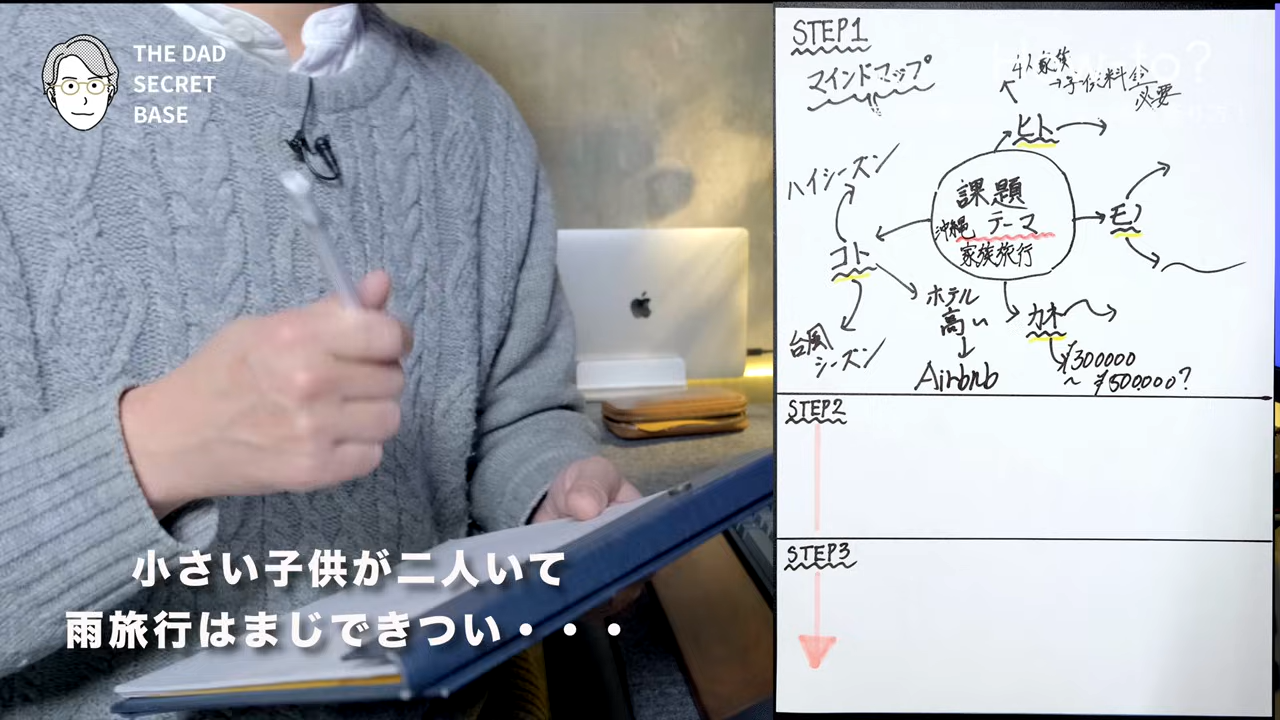 THE DAD
SECRET
BASE
小さい子供が二人いて
雨旅行はまじできつい・・・
STEP1
マインドマップ
4人家族
→子供料金
必要
ヒト
ハイシーズン
課題
沖縄 テーマ
家族旅行
モノ
コト
ホテル
高い
Airbnb
カネ
¥300000
~ ¥500000?
台風
シーズン
STEP2
STEP3